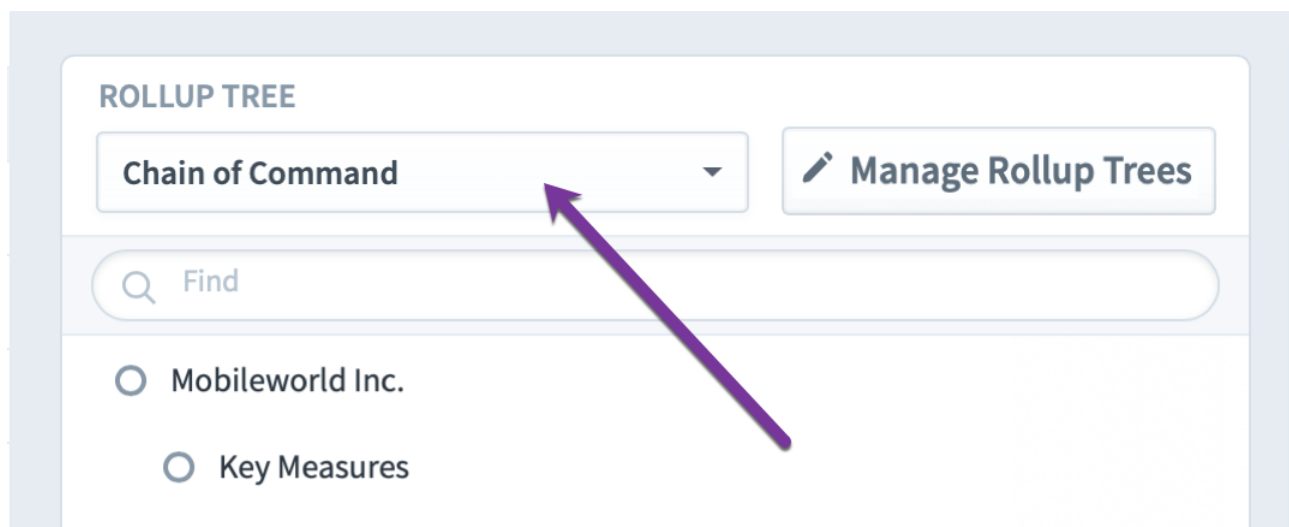 ROLLUP TREE
Chain of Command
Manage Rollup Trees
Find
Mobileworld Inc.
Key Measures